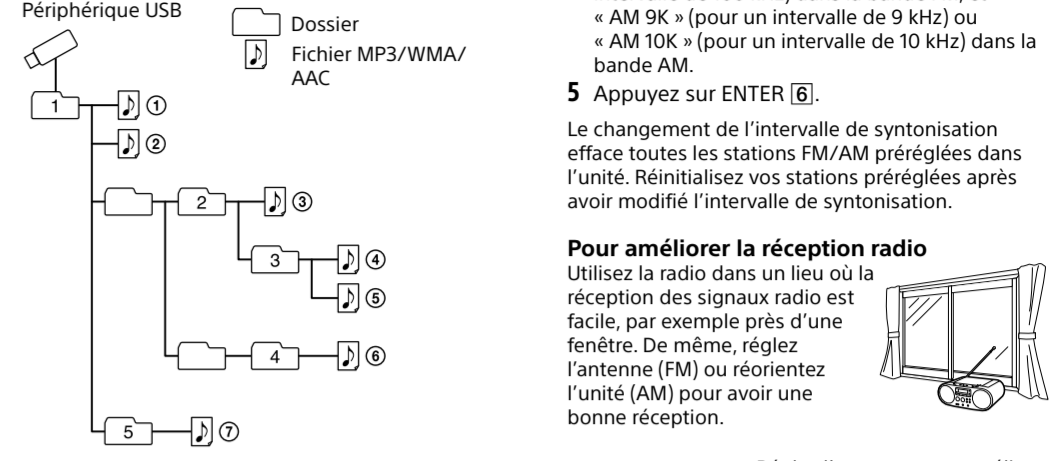 Périphérique USB
Dossier
Fichier MP3/WMA/
AAC
1
①
②
2
③
3
④
⑤
4
⑥
5
⑦
« AM 9K » (pour un intervalle de 9 kHz) ou
« AM 10K » (pour un intervalle de 10 kHz) dans la
bande AM.
5 Appuyez sur ENTER 6.
Le changement de l’intervalle de syntonisation
efface toutes les stations FM/AM préréglées dans
l’unité. Réinitialisez vos stations préréglées après
avoir modifié l’intervalle de syntonisation.
Pour améliorer la réception radio
Utilisez la radio dans un lieu où la
réception des signaux radio est
facile, par exemple près d’une
fenêtre. De même, réglez
l’antenne (FM) ou réorientez
l’unité (AM) pour avoir une
bonne réception.